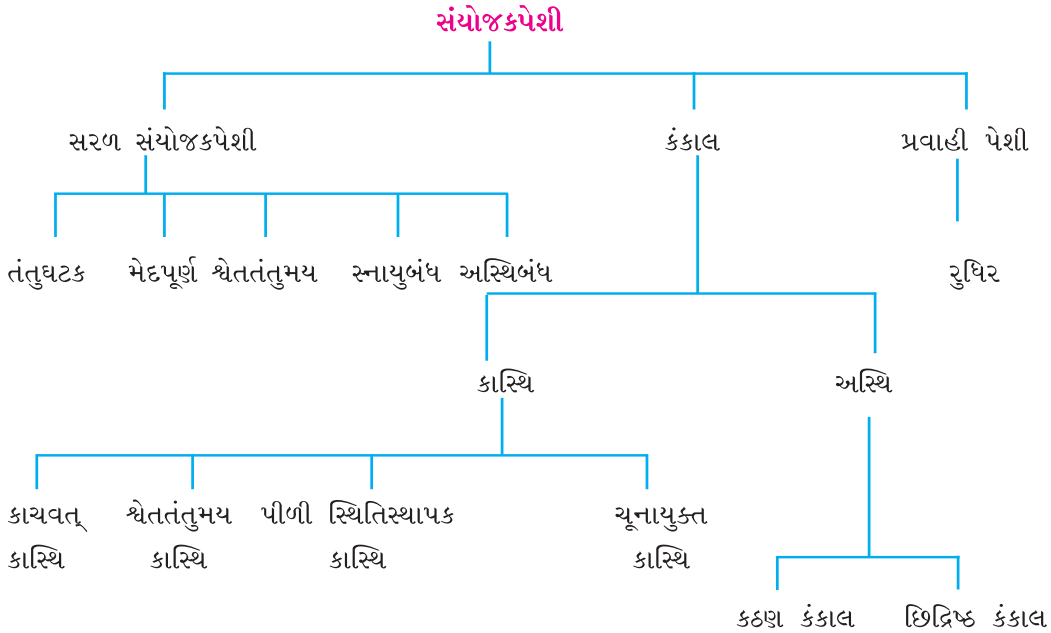 સંયોજકપેશી
સરળ સંયોજકપેશી કંકાલ પ્રવાહી પેશી
તંતુઘટક મેદપૂર્ણ શ્વેતતંતુમય સ્નાયુબંધ અસ્થિબંધ રુધિર
કાસ્થિ અસ્થિ
કાચવત્ શ્વેતતંતુમય પીળી સ્થિતિસ્થાપક ચૂનાયુક્ત
કાસ્થિ કાસ્થિ કાસ્થિ કાસ્થિ
કઠણ કંકાલ છિદ્રિષ્ઠ કંકાલ